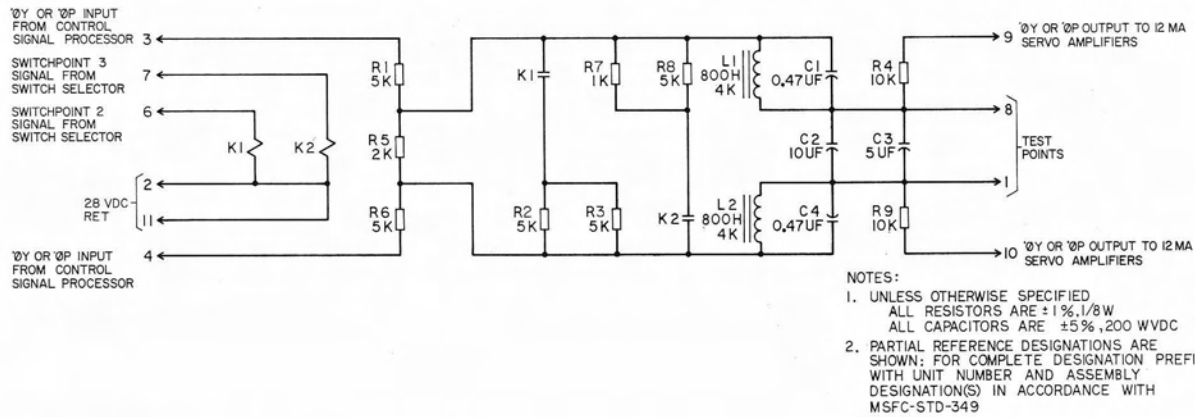 ØY OR ØP INPUT
FROM CONTROL
SIGNAL PROCESSOR 3
SWITCHPOINT 3
SIGNAL FROM
SWITCH SELECTOR
7
SWITCHPOINT 2
SIGNAL FROM
SWITCH SELECTOR
6
K1
K2
2
28 VDC
RET
11
ØY OR ØP INPUT
FROM CONTROL
SIGNAL PROCESSOR
4
R1
5K
R5
2K
R6
5K
K1
R7
1K
R8
5K
R2
5K
R3
5K
K2
L1
800H
4K
C1
0.47UF
C2
10UF
C3
5UF
L2
800H
4K
C4
0.47UF
R4
10K
R9
10K
9 ØY OR ØP OUTPUT TO 12 MA
SERVO AMPLIFIERS
8
TEST
POINTS
1
10 ØY OR ØP OUTPUT TO 12 MA
SERVO AMPLIFIERS
NOTES:
1. UNLESS OTHERWISE SPECIFIED
ALL RESISTORS ARE ±1%,1/8W
ALL CAPACITORS ARE ±5%,200 WVDC
2. PARTIAL REFERENCE DESIGNATIONS ARE
SHOWN; FOR COMPLETE DESIGNATION PREFI
WITH UNIT NUMBER AND ASSEMBLY
DESIGNATION(S) IN ACCORDANCE WITH
MSFC-STD-349